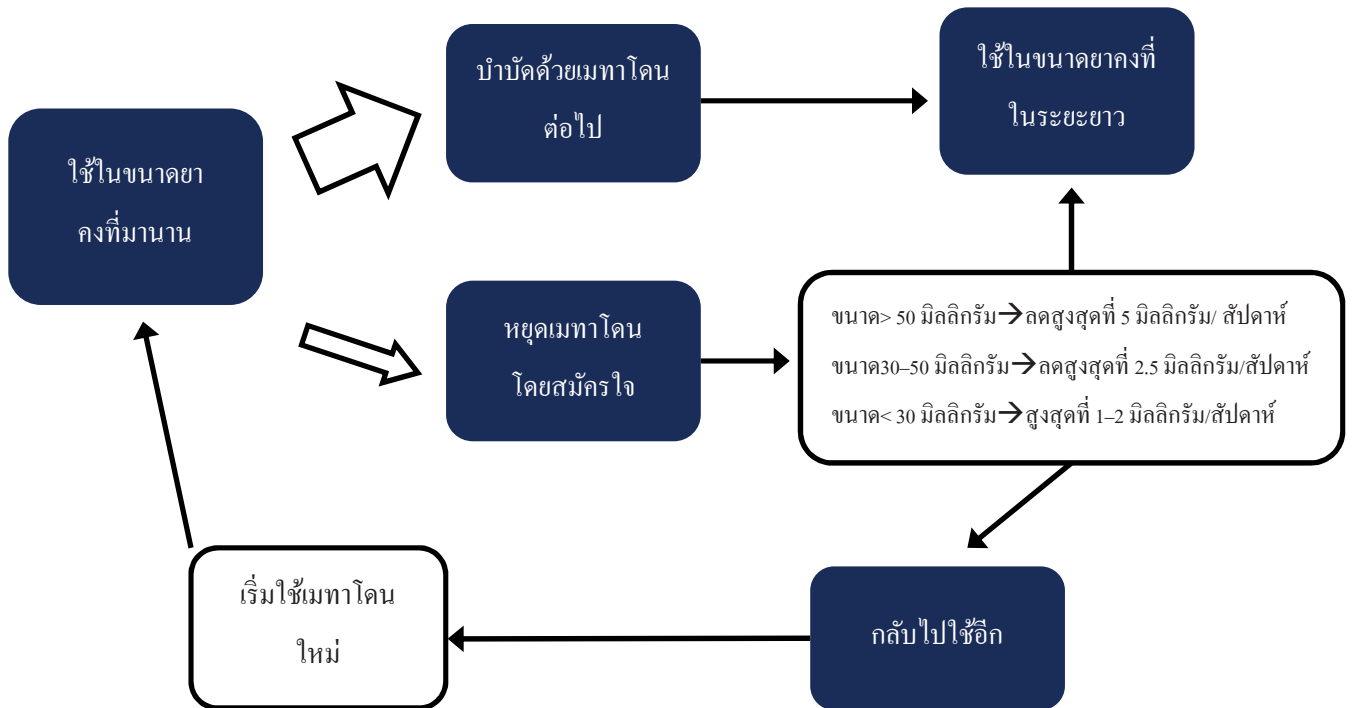 บำบัดด้วยเมทาโดน
ต่อไป
ใช้ในขนาดยาคงที่
ในระยะยาว
ใช้ในขนาดยา
คงที่มานาน
หยุดเมทาโดน
โดยสมัครใจ
ขนาด> 50 มิลลิกรัม→ลดสูงสุดที่ 5 มิลลิกรัม/ สัปดาห์
ขนาด30–50 มิลลิกรัม→ลดสูงสุดที่ 2.5 มิลลิกรัม/สัปดาห์
ขนาด< 30 มิลลิกรัม→สูงสุดที่ 1–2 มิลลิกรัม/สัปดาห์
เริ่มใช้เมทาโดน
ใหม่
กลับไปใช้อีก